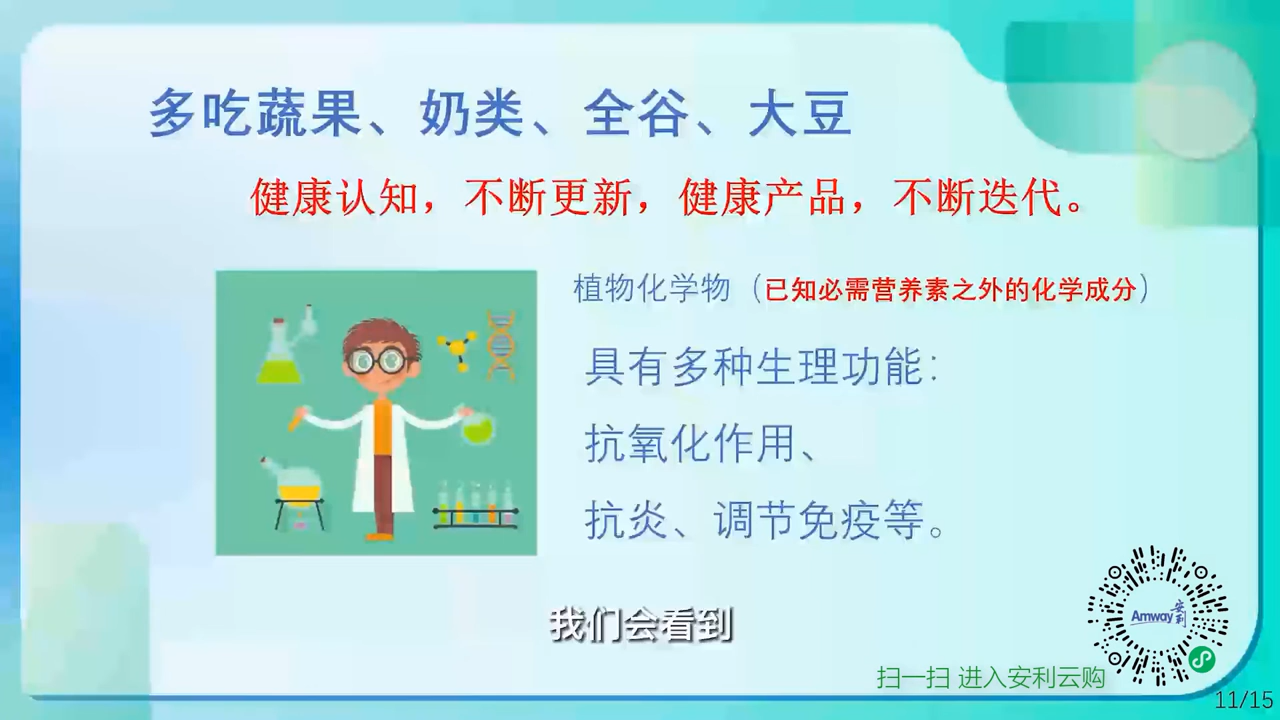 多吃蔬果、奶类、全谷、大豆
健康认知，不断更新，健康产品，不断迭代。
植物化学物（已知必需营养素之外的化学成分）
具有多种生理功能：
抗氧化作用、
抗炎、调节免疫等。
我们会看到
Amway安利
扫一扫 进入安利云购
11/15